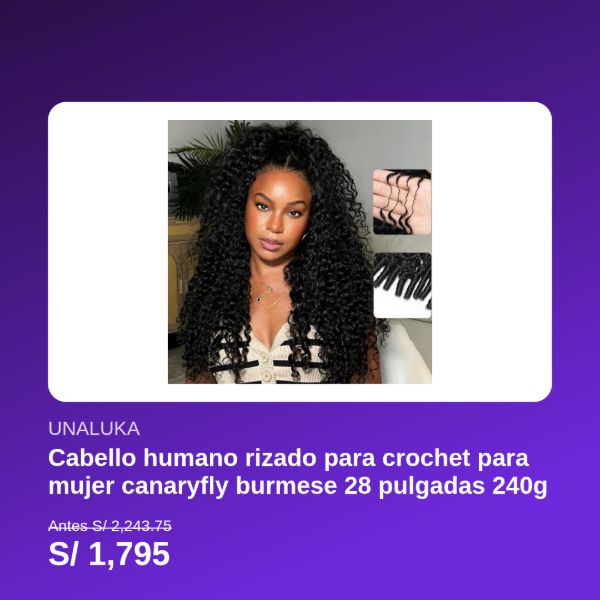 UNALUKA
Cabello humano rizado para crochet para
mujer canaryfly burmese 28 pulgadas 240g
Antes S/ 2,243.75
S/ 1,795